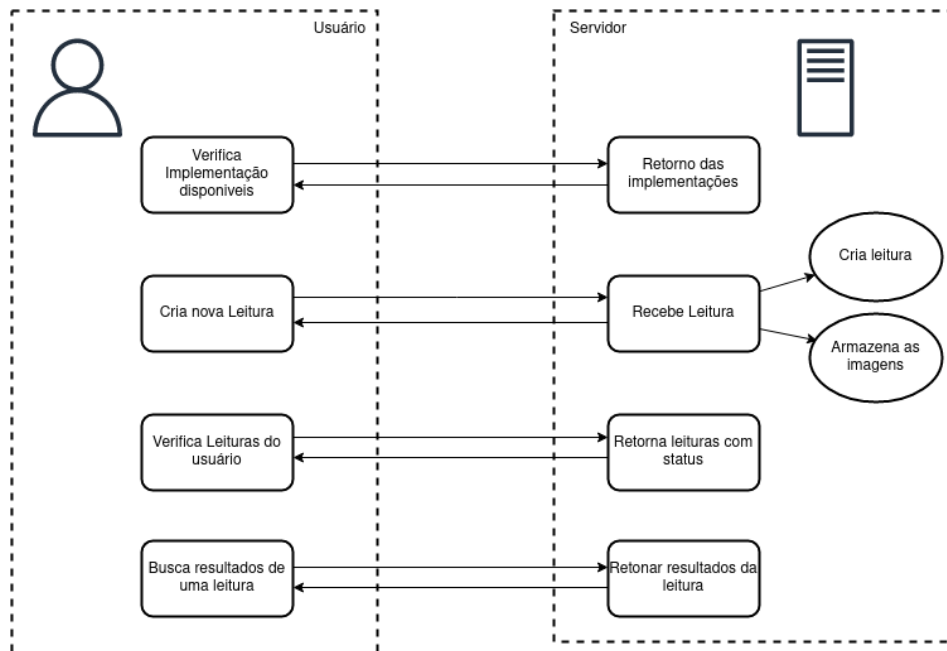 Usuário
Servidor
Verifica
Implementação
disponiveis
Retorno das
implementações
Cria leitura
Cria nova Leitura
Recebe Leitura
Armazena as
imagens
Verifica Leituras do
usuário
Retorna leituras com
status
Busca resultados de
uma leitura
Retonar resultados da
leitura